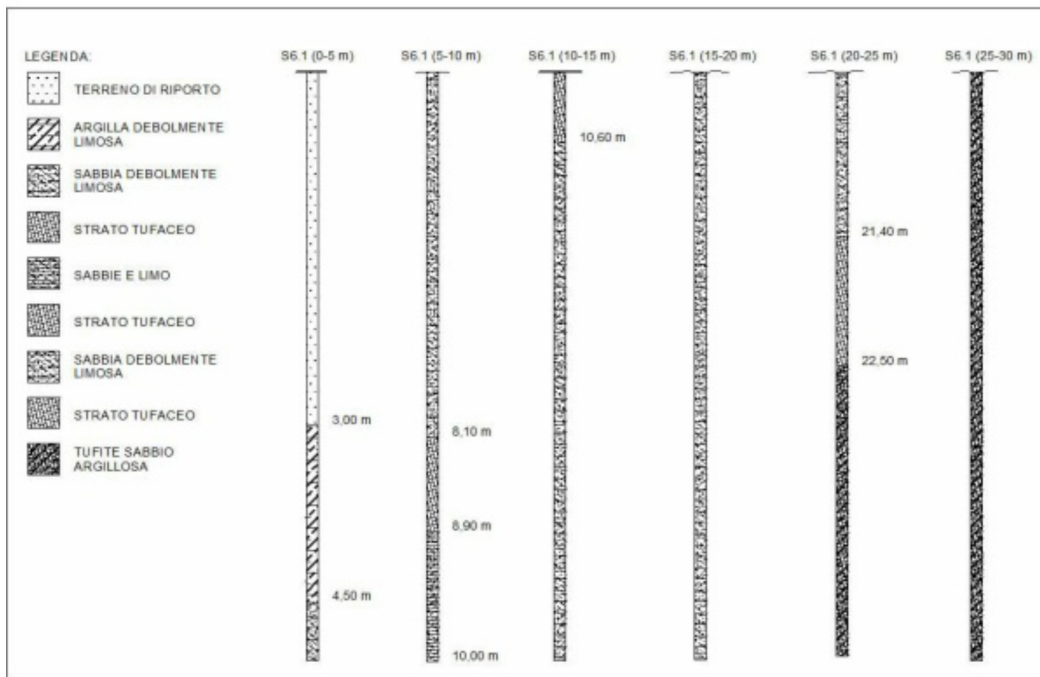 LEGENDA:
TERRENO DI RIPORTO
ARGILLA DEBOLMENTE
LIMOSA
SABBIA DEBOLMENTE
LIMOSA
STRATO TUFACEO
SABBIE E LIMO
STRATO TUFACEO
SABBIA DEBOLMENTE
LIMOSA
STRATO TUFACEO
TUFITE SABBIO
ARGILLOSA
S6.1 (0-5 m)
3,00 m
4,50 m
S6.1 (5-10 m)
8,10 m
8,90 m
10,00 m
S6.1 (10-15 m)
10,60 m
S6.1 (15-20 m)
S6.1 (20-25 m)
21,40 m
22,50 m
S6.1 (25-30 m)